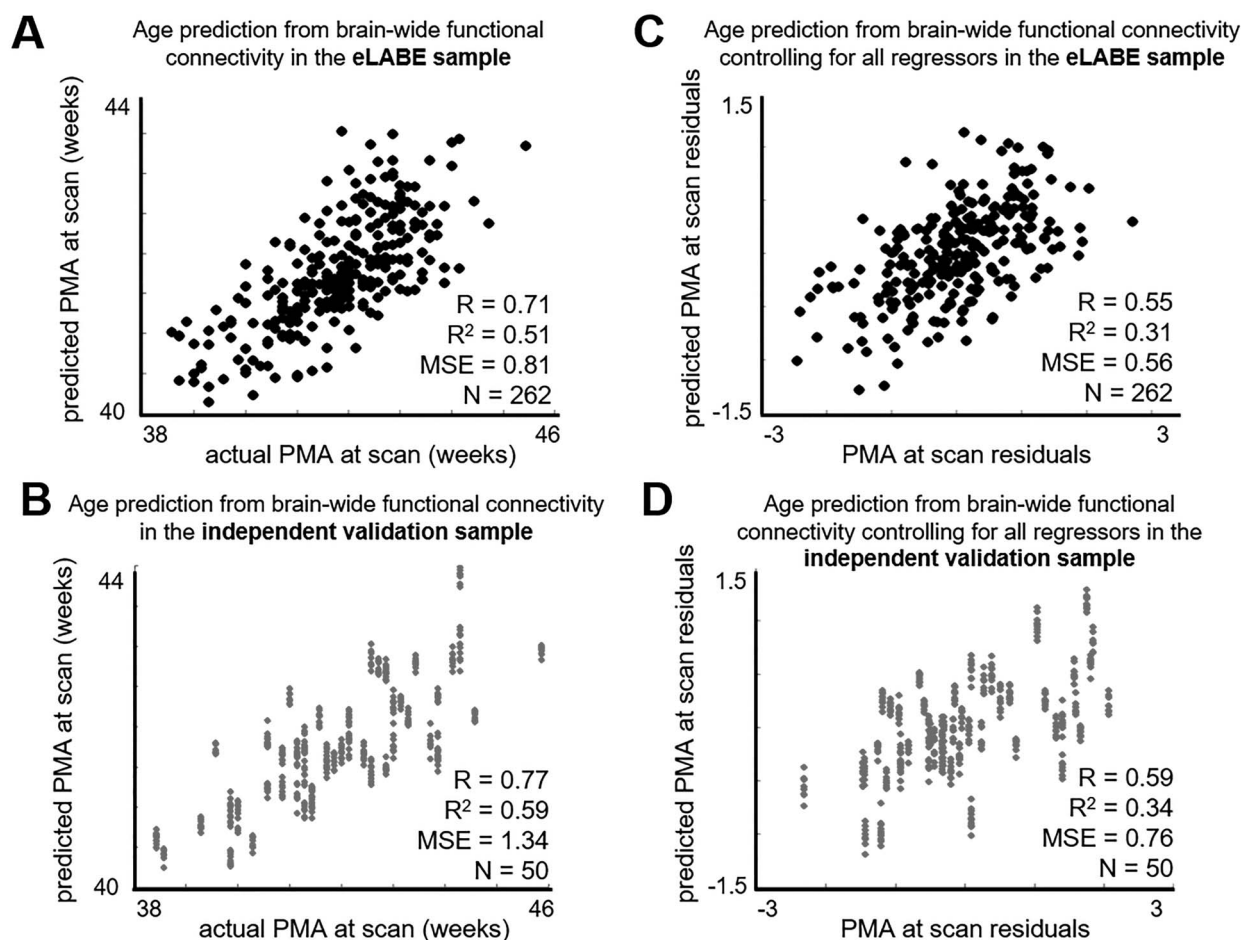 A
Age prediction from brain-wide functional
connectivity in the eLABE sample
predicted PMA at scan (weeks)
44
40
R = 0.71
R² = 0.51
MSE = 0.81
N = 262
38
46
actual PMA at scan (weeks)
C
Age prediction from brain-wide functional connectivity
controlling for all regressors in the eLABE sample
predicted PMA at scan residuals
1.5
-1.5
R = 0.55
R² = 0.31
MSE = 0.56
N = 262
-3
3
PMA at scan residuals
B
Age prediction from brain-wide functional connectivity
in the independent validation sample
predicted PMA at scan (weeks)
44
40
R = 0.77
R² = 0.59
MSE = 1.34
N = 50
38
46
actual PMA at scan (weeks)
D
Age prediction from brain-wide functional
connectivity controlling for all regressors in the
independent validation sample
predicted PMA at scan residuals
1.5
-1.5
R = 0.59
R² = 0.34
MSE = 0.76
N = 50
-3
3
PMA at scan residuals